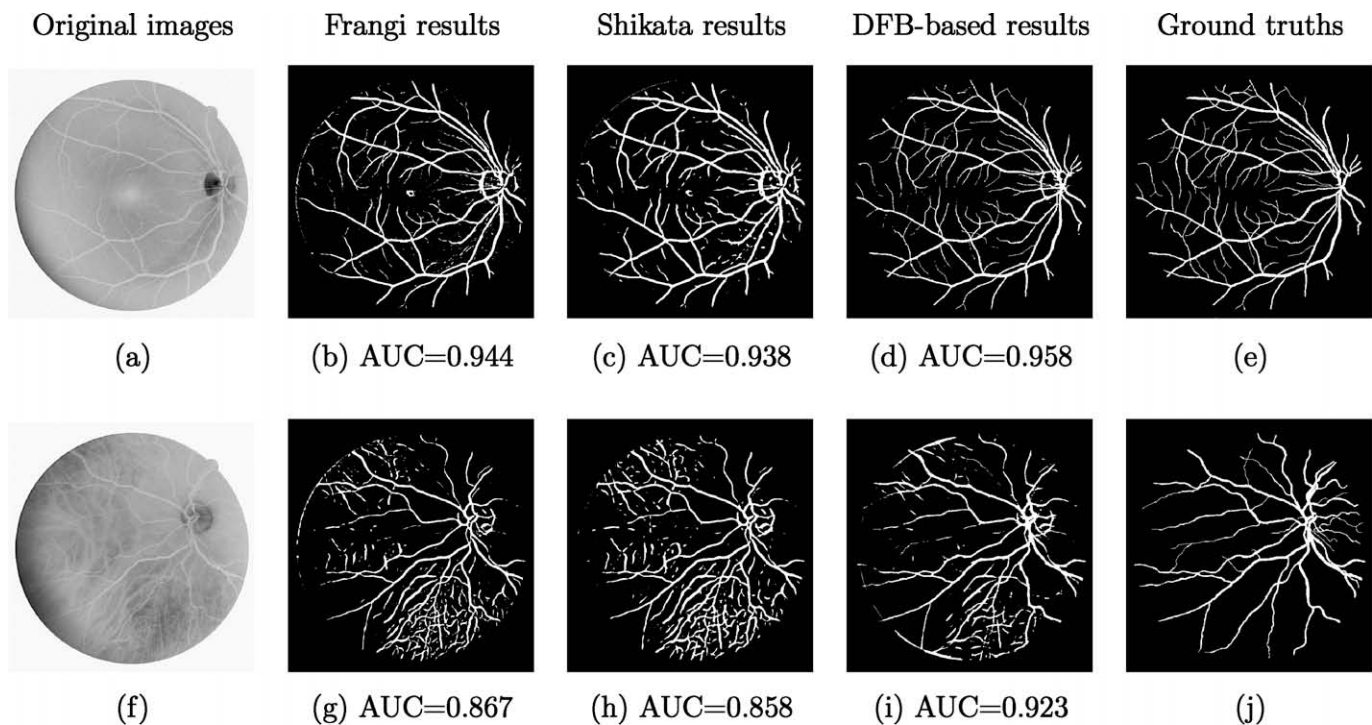 Original images Frangi results Shikata results DFB-based results Ground truths
(a) (b) AUC=0.944 (c) AUC=0.938 (d) AUC=0.958 (e)
(f) (g) AUC=0.867 (h) AUC=0.858 (i) AUC=0.923 (j)